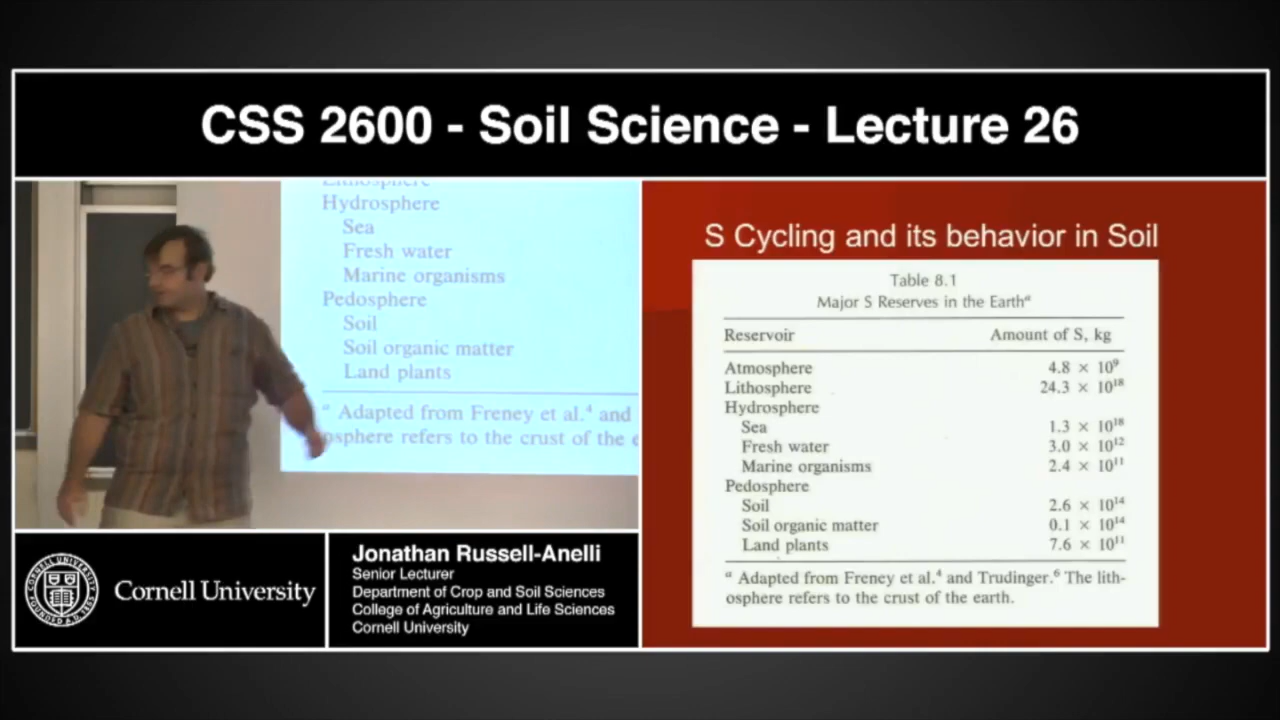 CSS 2600 - Soil Science - Lecture 26
Lithosphere
Hydrosphere
Sea
Fresh water
Marine organisms
Pedosphere
Soil
Soil organic matter
Land plants
ᵃ Adapted from Freney et al.⁴ and
osphere refers to the crust of the e
S Cycling and its behavior in Soil
Table 8.1
Major S Reserves in the Earthᵃ
Reservoir Amount of S, kg
Atmosphere 4.8 × 10⁹
Lithosphere 24.3 × 10¹⁸
Hydrosphere
Sea 1.3 × 10¹⁸
Fresh water 3.0 × 10¹²
Marine organisms 2.4 × 10¹¹
Pedosphere
Soil 2.6 × 10¹⁴
Soil organic matter 0.1 × 10¹⁴
Land plants 7.6 × 10¹¹
ᵃ Adapted from Freney et al.⁴ and Trudinger.⁶ The lith-
osphere refers to the crust of the earth.
Cornell University
Jonathan Russell-Anelli
Senior Lecturer
Department of Crop and Soil Sciences
College of Agriculture and Life Sciences
Cornell University